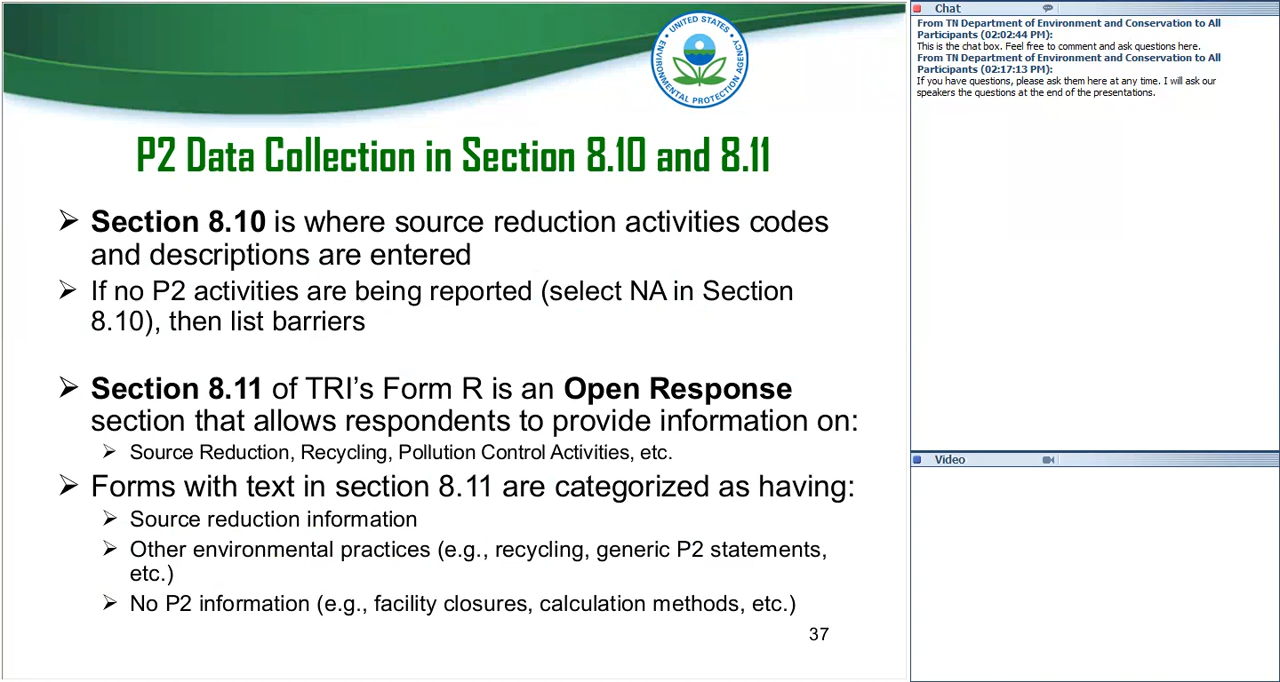 UNITED STATES
ENVIRONMENTAL PROTECTION AGENCY
P2 Data Collection in Section 8.10 and 8.11
➢ Section 8.10 is where source reduction activities codes
and descriptions are entered
➢ If no P2 activities are being reported (select NA in Section
8.10), then list barriers
➢ Section 8.11 of TRI's Form R is an Open Response
section that allows respondents to provide information on:
➢ Source Reduction, Recycling, Pollution Control Activities, etc.
➢ Forms with text in section 8.11 are categorized as having:
➢ Source reduction information
➢ Other environmental practices (e.g., recycling, generic P2 statements,
etc.)
➢ No P2 information (e.g., facility closures, calculation methods, etc.)
37
Chat
From TN Department of Environment and Conservation to All
Participants (02:02:44 PM):
This is the chat box. Feel free to comment and ask questions here.
From TN Department of Environment and Conservation to All
Participants (02:17:13 PM):
If you have questions, please ask them here at any time. I will ask our
speakers the questions at the end of the presentations.
Video